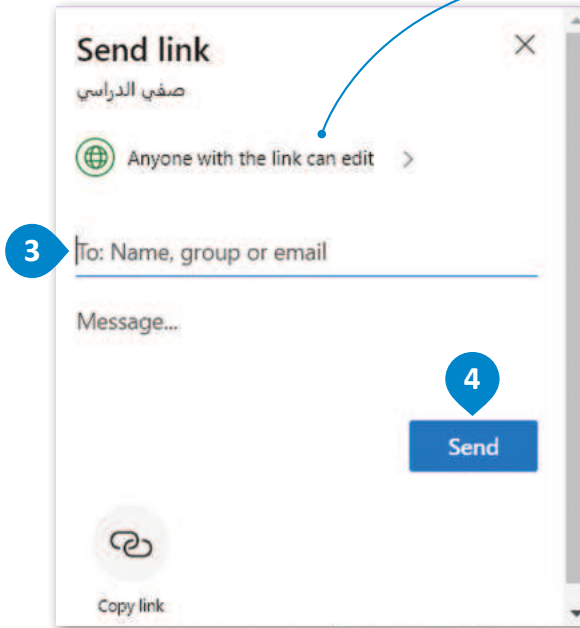 Send link
صفي الدراسي
Anyone with the link can edit
3
To: Name, group or email
Message...
4
Send
Copy link